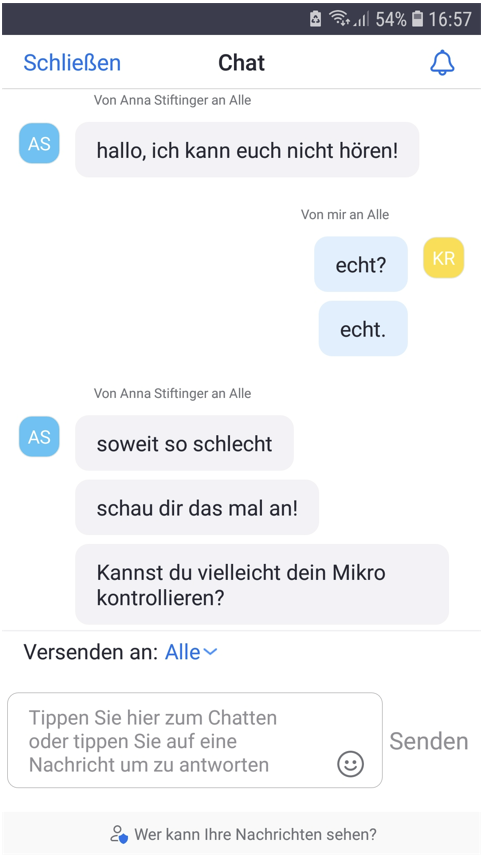 54% 16:57
Schließen Chat
Von Anna Stiftinger an Alle
AS hallo, ich kann euch nicht hören!
Von mir an Alle
echt? KR
echt.
Von Anna Stiftinger an Alle
AS soweit so schlecht
schau dir das mal an!
Kannst du vielleicht dein Mikro
kontrollieren?
Versenden an: Alle
Tippen Sie hier zum Chatten
oder tippen Sie auf eine
Nachricht um zu antworten
Senden
Wer kann Ihre Nachrichten sehen?